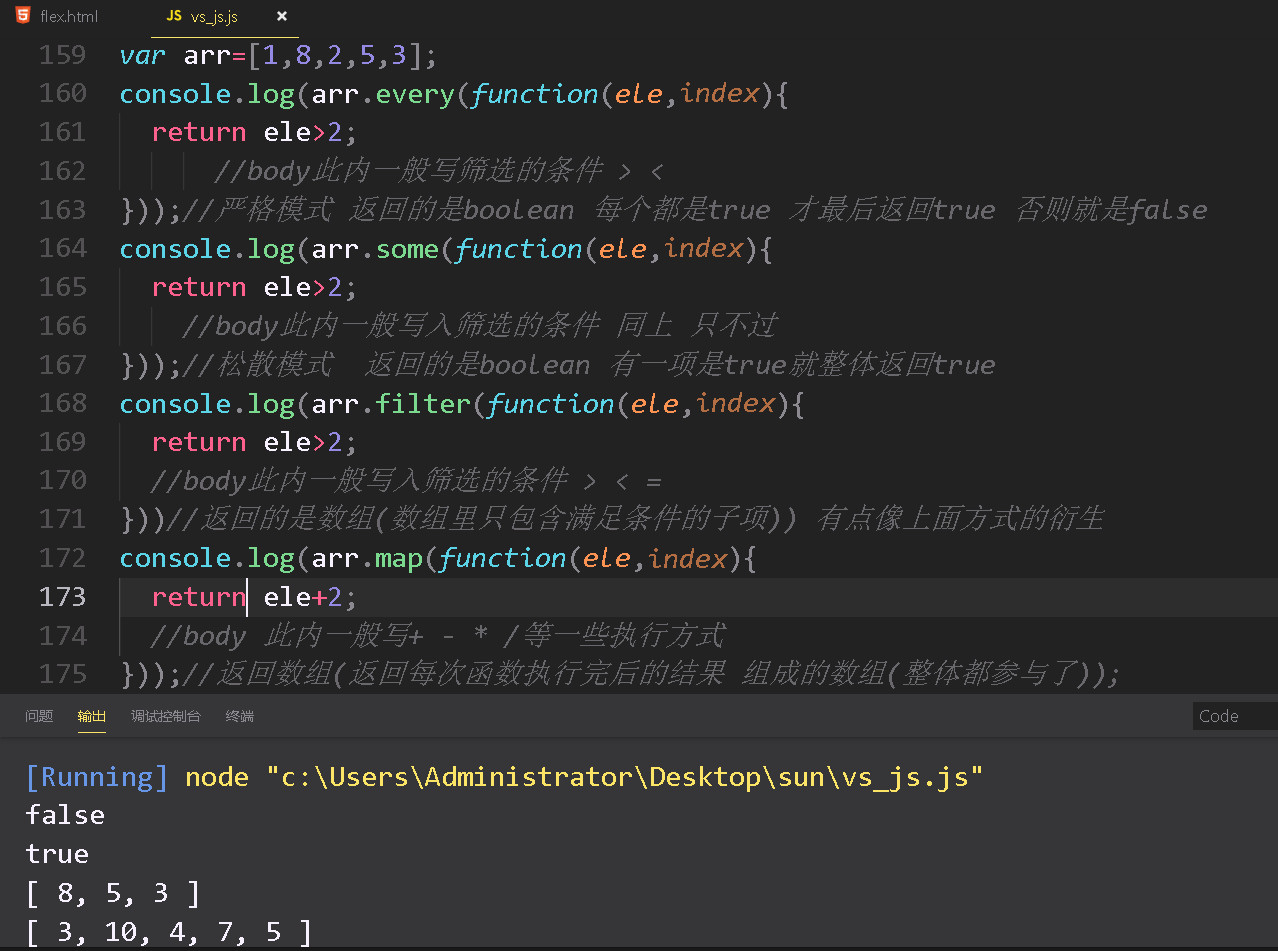 flex.html JS vs_js.js ×
159 var arr=[1,8,2,5,3];
160 console.log(arr.every(function(ele,index){
161 return ele>2;
162 //body此内一般写筛选的条件 > <
163 }));//严格模式 返回的是boolean 每个都是true 才最后返回true 否则就是false
164 console.log(arr.some(function(ele,index){
165 return ele>2;
166 //body此内一般写入筛选的条件 同上 只不过
167 }));//松散模式  返回的是boolean 有一项是true就整体返回true
168 console.log(arr.filter(function(ele,index){
169 return ele>2;
170 //body此内一般写入筛选的条件 > < =
171 }))//返回的是数组(数组里只包含满足条件的子项)) 有点像上面方式的衍生
172 console.log(arr.map(function(ele,index){
173 return ele+2;
174 //body 此内一般写+ - * /等一些执行方式
175 }));//返回数组(返回每次函数执行完后的结果 组成的数组(整体都参与了));
问题 输出 调试控制台 终端 Code
[Running] node "c:\Users\Administrator\Desktop\sun\vs_js.js"
false
true
[ 8, 5, 3 ]
[ 3, 10, 4, 7, 5 ]